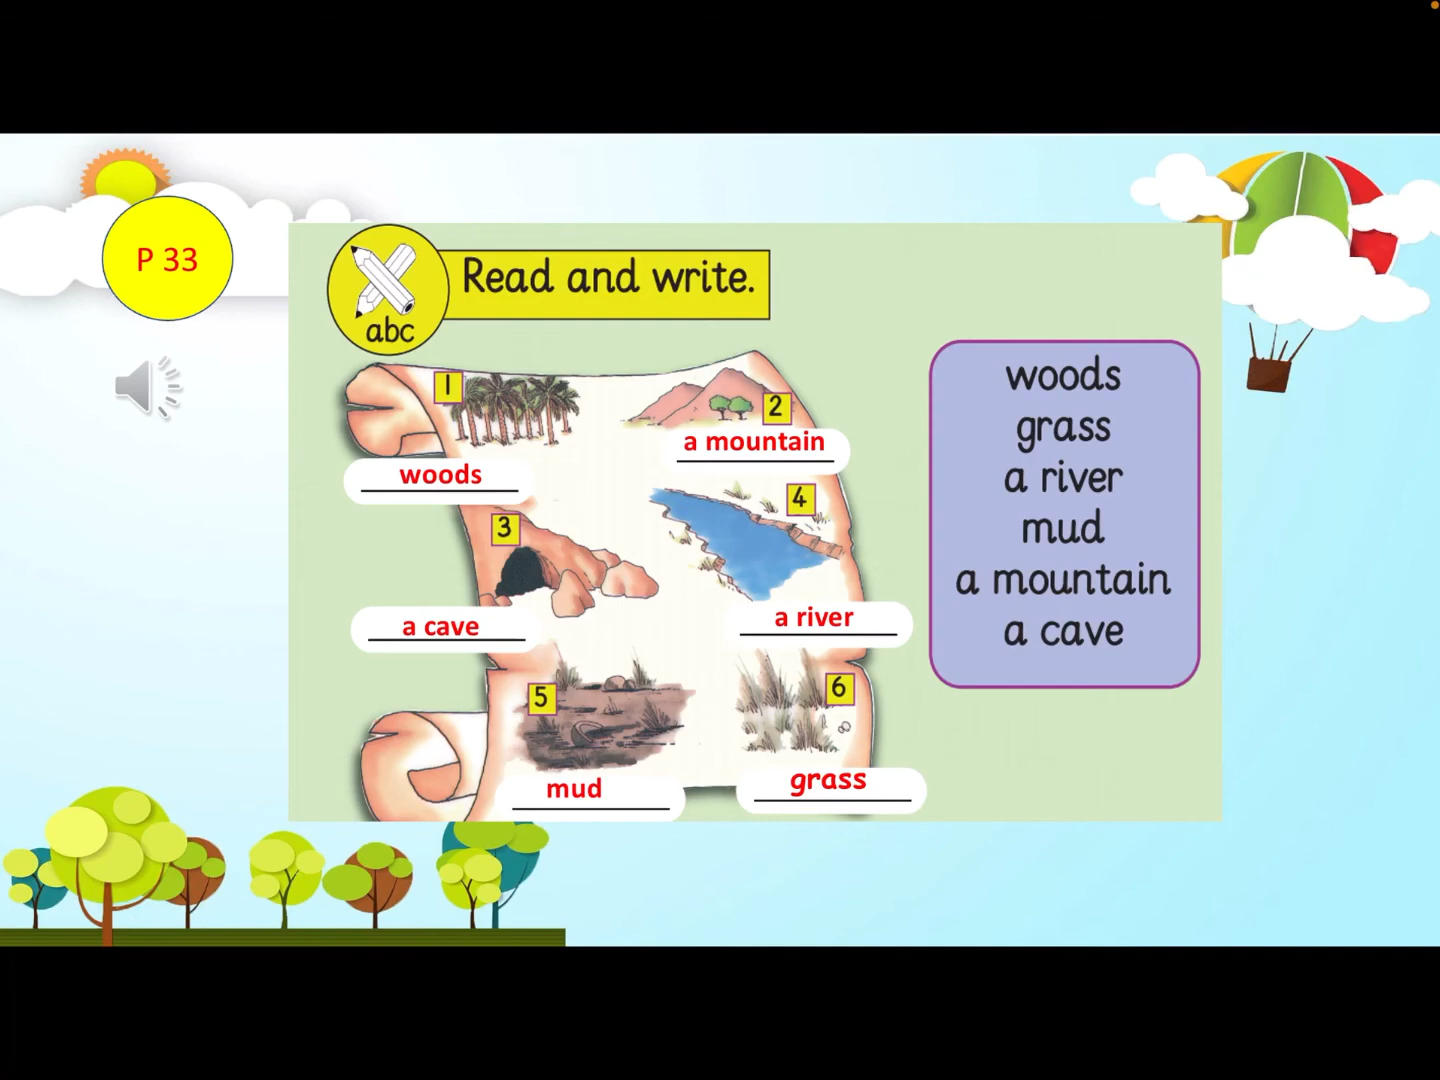 P 33
abc
Read and write.
1
woods
2
a mountain
3
a cave
4
a river
5
mud
6
grass
woods
grass
a river
mud
a mountain
a cave